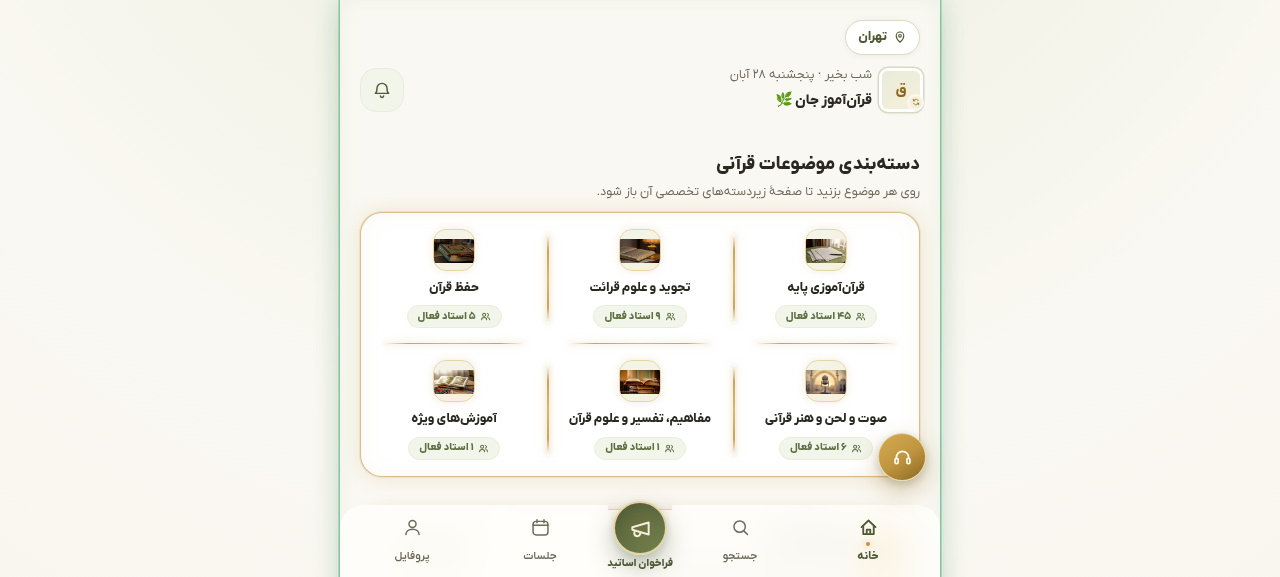 تهران
شب بخیر · پنجشنبه ۲۸ آبان
ق
قرآن‌آموز جان 🌿
دسته‌بندی موضوعات قرآنی
روی هر موضوع بزنید تا صفحهٔ زیردسته‌های تخصصی آن باز شود.
قرآن‌آموزی پایه
۴۵ استاد فعال
تجوید و علوم قرائت
۹ استاد فعال
حفظ قرآن
۵ استاد فعال
صوت و لحن و هنر قرآنی
۶ استاد فعال
مفاهیم، تفسیر و علوم قرآن
۱ استاد فعال
آموزش‌های ویژه
۱ استاد فعال
خانه
جستجو
فراخوان اساتید
جلسات
پروفایل